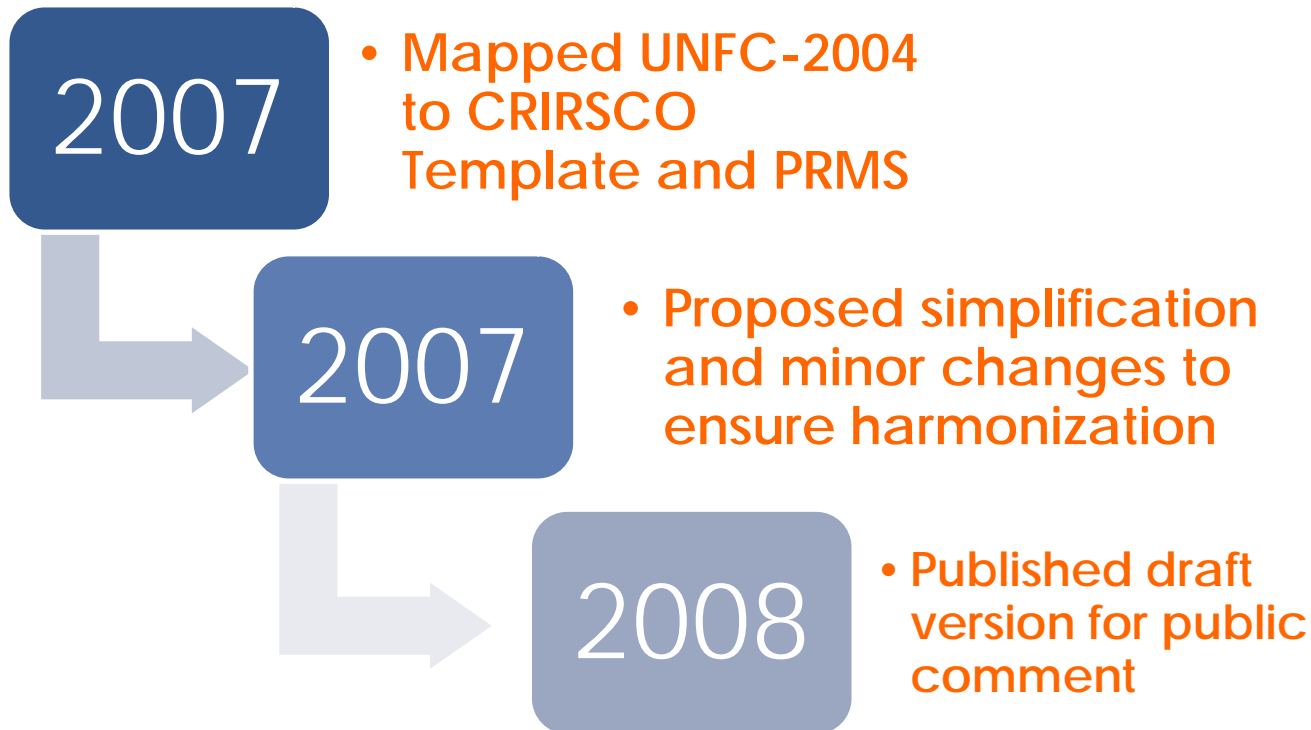 2007
• Mapped UNFC-2004
to CRIRSCO
Template and PRMS
2007
• Proposed simplification
and minor changes to
ensure harmonization
2008
• Published draft
version for public
comment